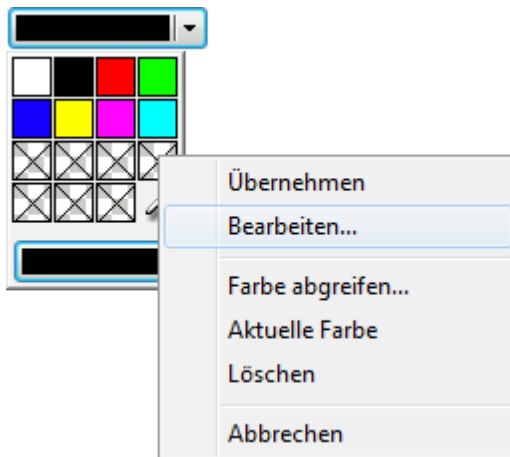 Übernehmen
Bearbeiten...
Farbe abgreifen...
Aktuelle Farbe
Löschen
Abbrechen